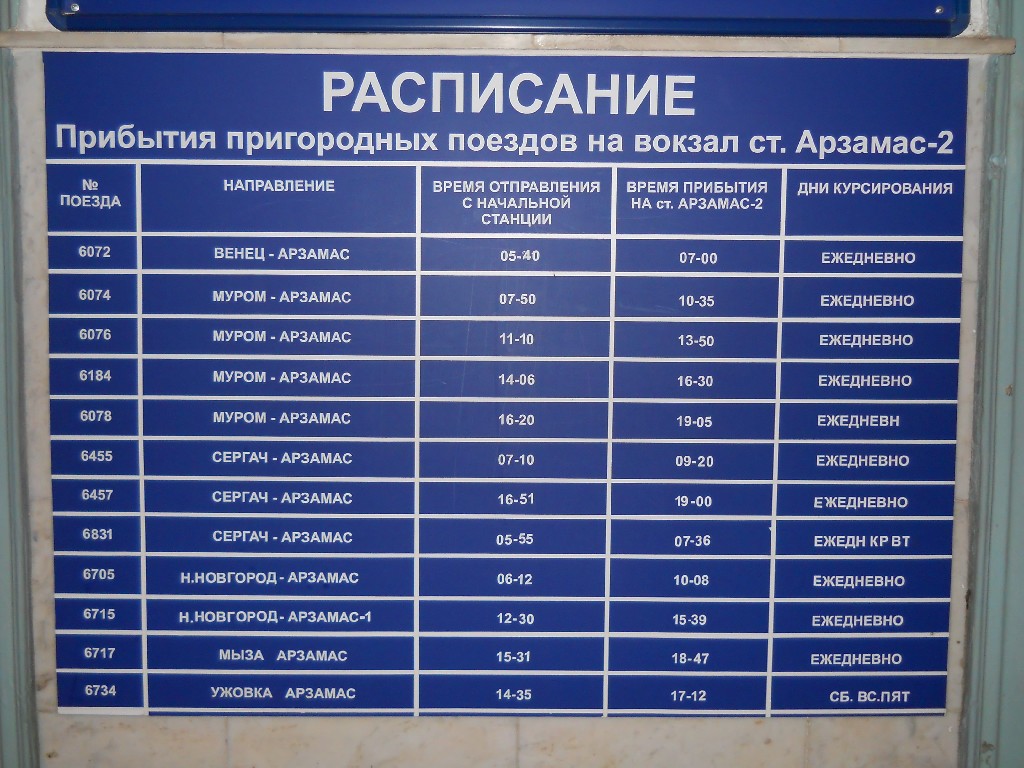 РАСПИСАНИЕ
Прибытия пригородных поездов на вокзал ст. Арзамас-2
№ ПОЕЗДА НАПРАВЛЕНИЕ ВРЕМЯ ОТПРАВЛЕНИЯ С НАЧАЛЬНОЙ СТАНЦИИ ВРЕМЯ ПРИБЫТИЯ НА ст. АРЗАМАС-2 ДНИ КУРСИРОВАНИЯ
6072 ВЕНЕЦ - АРЗАМАС 05-40 07-00 ЕЖЕДНЕВНО
6074 МУРОМ - АРЗАМАС 07-50 10-35 ЕЖЕДНЕВНО
6076 МУРОМ - АРЗАМАС 11-10 13-50 ЕЖЕДНЕВНО
6184 МУРОМ - АРЗАМАС 14-06 16-30 ЕЖЕДНЕВНО
6078 МУРОМ - АРЗАМАС 16-20 19-05 ЕЖЕДНЕВН
6455 СЕРГАЧ - АРЗАМАС 07-10 09-20 ЕЖЕДНЕВНО
6457 СЕРГАЧ - АРЗАМАС 16-51 19-00 ЕЖЕДНЕВНО
6831 СЕРГАЧ - АРЗАМАС 05-55 07-36 ЕЖЕДН КР ВТ
6705 Н.НОВГОРОД - АРЗАМАС 06-12 10-08 ЕЖЕДНЕВНО
6715 Н.НОВГОРОД - АРЗАМАС-1 12-30 15-39 ЕЖЕДНЕВНО
6717 МЫЗА АРЗАМАС 15-31 18-47 ЕЖЕДНЕВНО
6734 УЖОВКА АРЗАМАС 14-35 17-12 СБ. ВС.ПЯТ